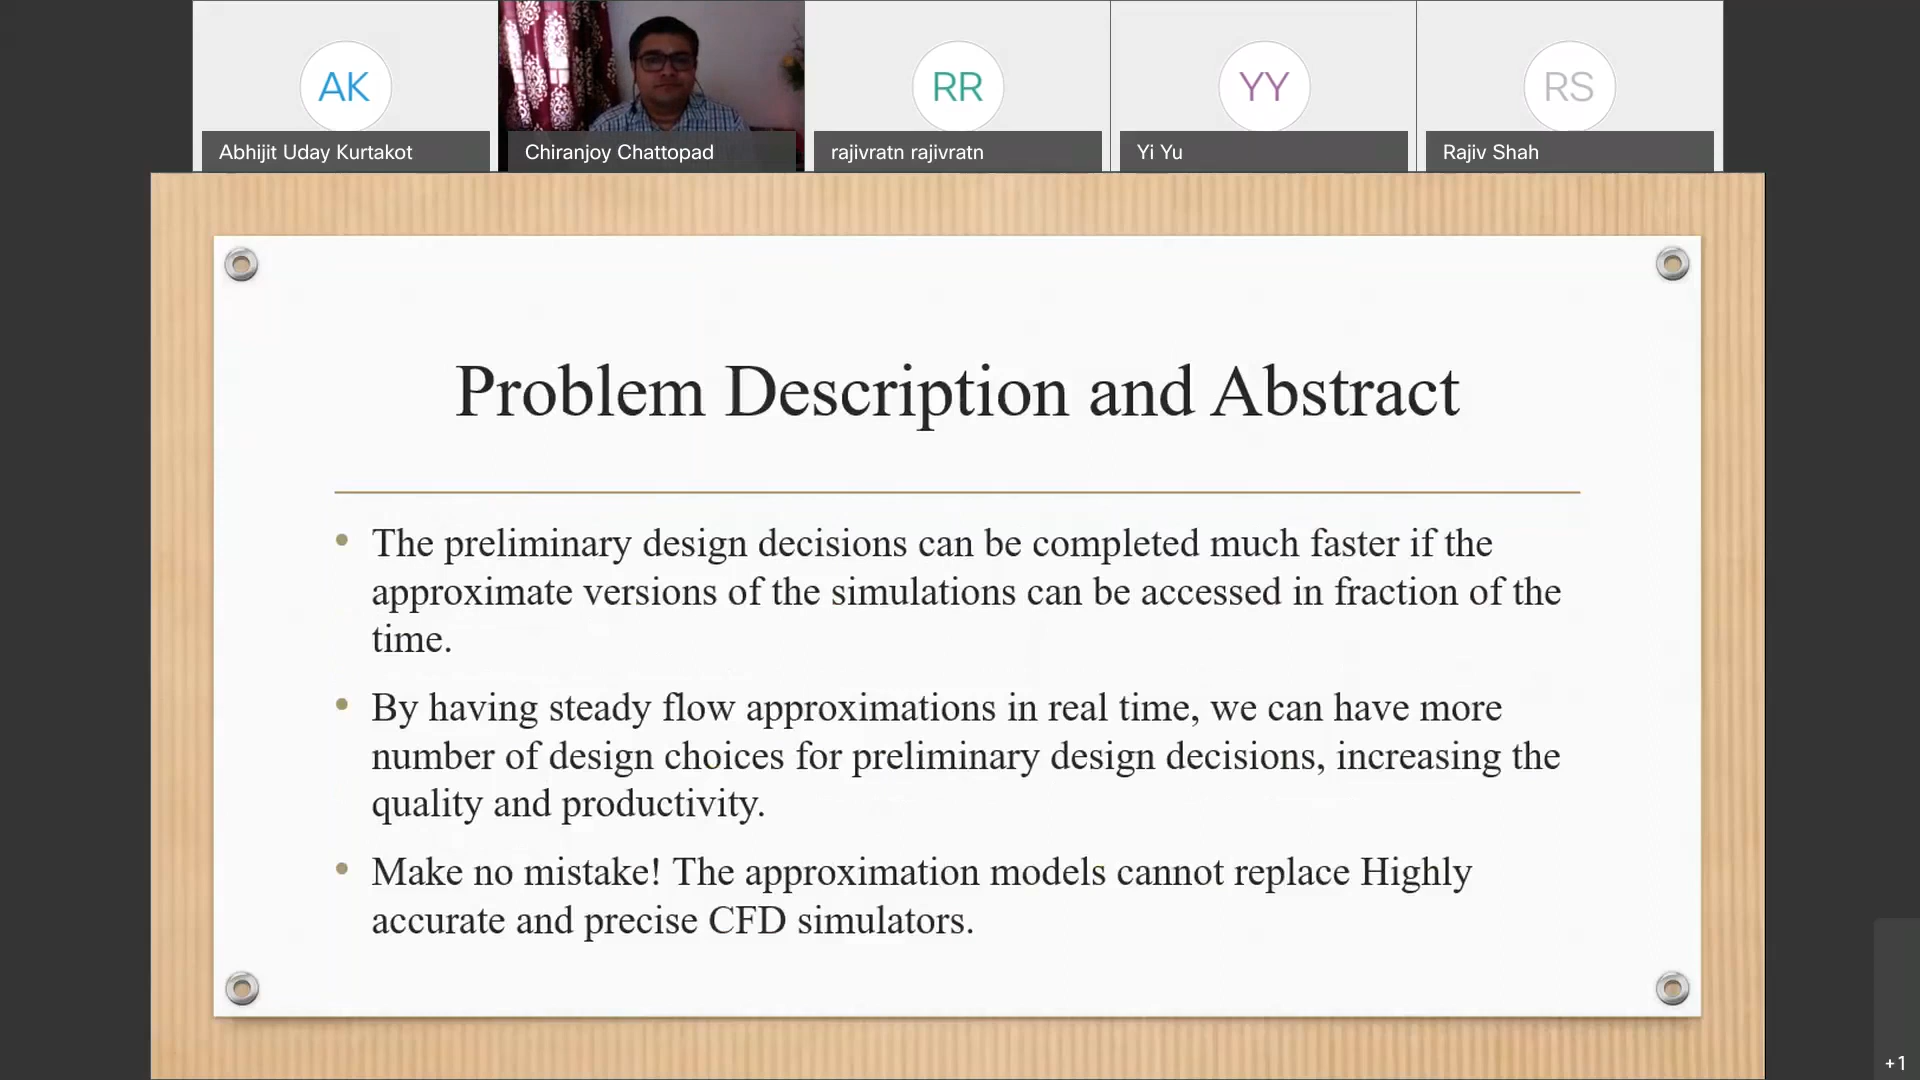 AK
RR
YY
RS
Abhijit Uday Kurtakot
Chiranjoy Chattopad
rajivratn rajivratn
Yi Yu
Rajiv Shah
Problem Description and Abstract
• The preliminary design decisions can be completed much faster if the
approximate versions of the simulations can be accessed in fraction of the
time.
• By having steady flow approximations in real time, we can have more
number of design choices for preliminary design decisions, increasing the
quality and productivity.
• Make no mistake! The approximation models cannot replace Highly
accurate and precise CFD simulators.
+1